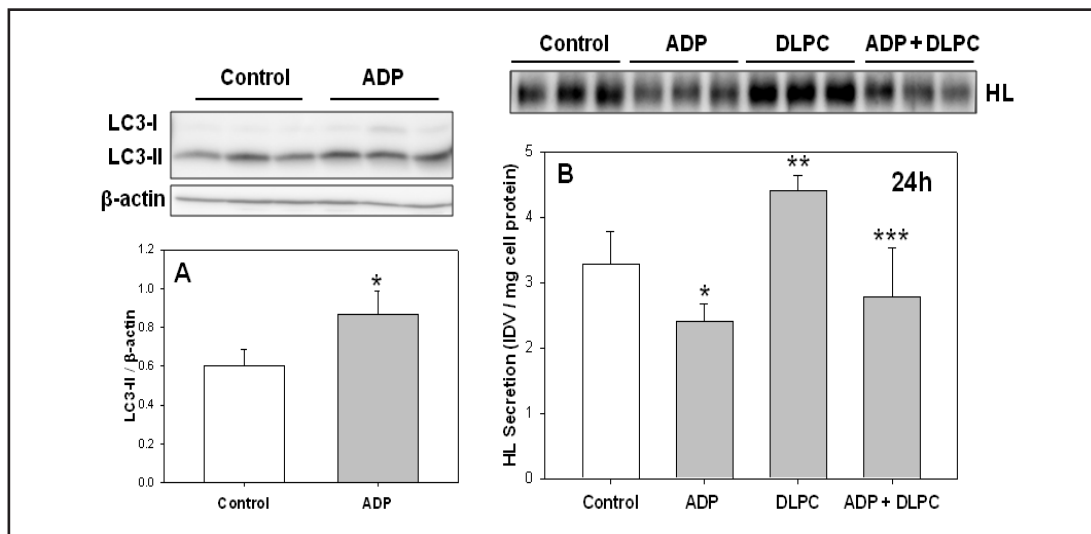 Control ADP
LC3-I
LC3-II
β-actin
A
*
LC3-II / β-actin
1.2
1.0
0.8
0.6
0.4
0.2
0.0
Control ADP
Control ADP DLPC ADP + DLPC
HL
B
24h
*
**
***
HL Secretion (IDV / mg cell protein)
5
4
3
2
1
0
Control ADP DLPC ADP + DLPC